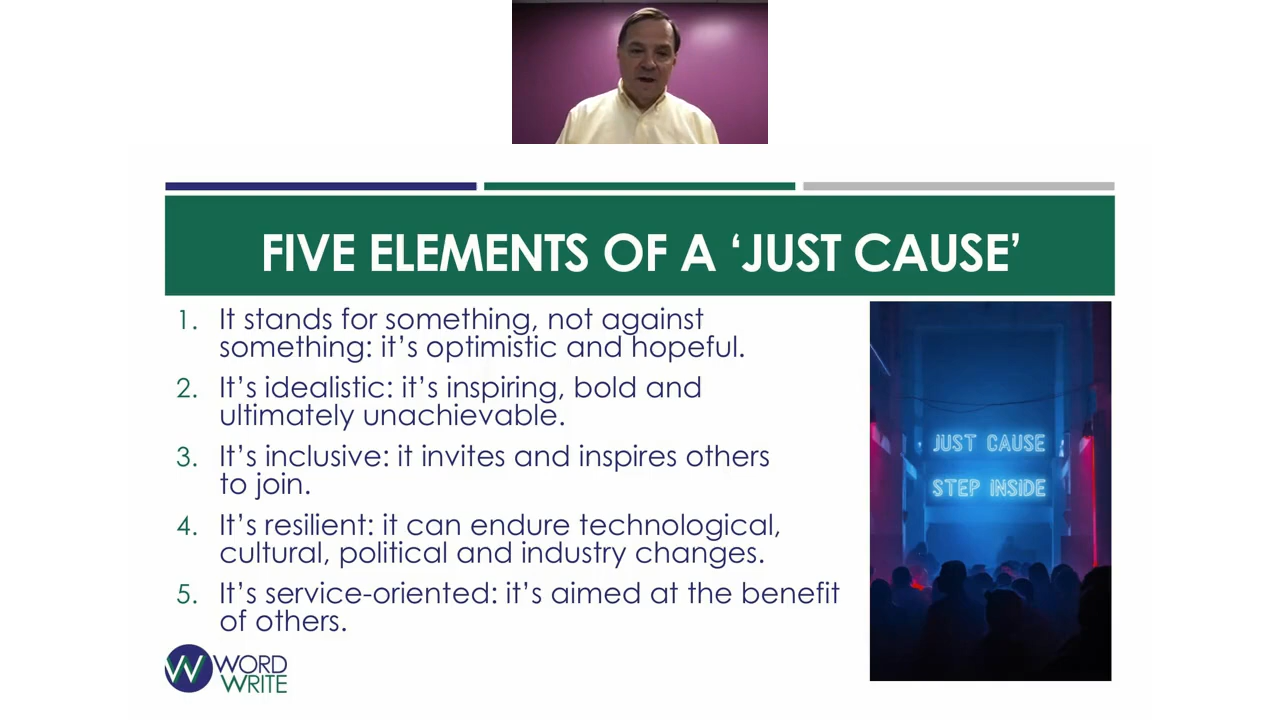 FIVE ELEMENTS OF A ‘JUST CAUSE’
1. It stands for something, not against
something: it’s optimistic and hopeful.
2. It’s idealistic: it’s inspiring, bold and
ultimately unachievable.
3. It’s inclusive: it invites and inspires others
to join.
4. It’s resilient: it can endure technological,
cultural, political and industry changes.
5. It’s service-oriented: it’s aimed at the benefit
of others.
JUST CAUSE
STEP INSIDE
W WORD
WRITE